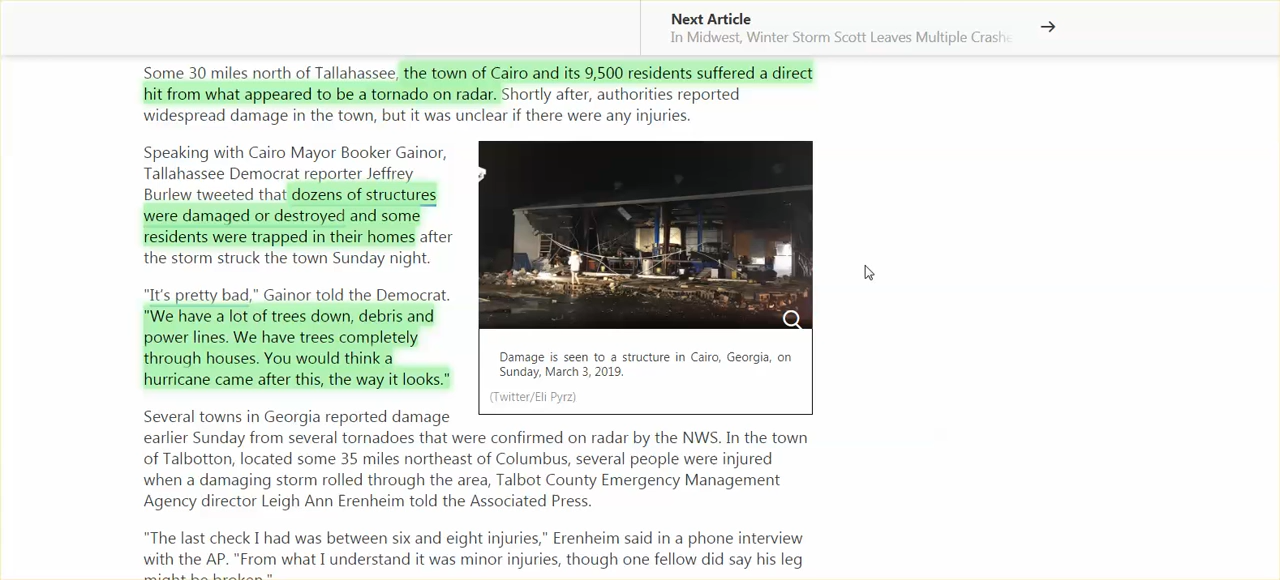 Next Article
In Midwest, Winter Storm Scott Leaves Multiple Crashe
Some 30 miles north of Tallahassee, the town of Cairo and its 9,500 residents suffered a direct
hit from what appeared to be a tornado on radar. Shortly after, authorities reported
widespread damage in the town, but it was unclear if there were any injuries.
Speaking with Cairo Mayor Booker Gainor,
Tallahassee Democrat reporter Jeffrey
Burlew tweeted that dozens of structures
were damaged or destroyed and some
residents were trapped in their homes after
the storm struck the town Sunday night.
"It's pretty bad," Gainor told the Democrat.
"We have a lot of trees down, debris and
power lines. We have trees completely
through houses. You would think a
hurricane came after this, the way it looks."
Damage is seen to a structure in Cairo, Georgia, on
Sunday, March 3, 2019.
(Twitter/Eli Pyrz)
Several towns in Georgia reported damage
earlier Sunday from several tornadoes that were confirmed on radar by the NWS. In the town
of Talbotton, located some 35 miles northeast of Columbus, several people were injured
when a damaging storm rolled through the area, Talbot County Emergency Management
Agency director Leigh Ann Erenheim told the Associated Press.
"The last check I had was between six and eight injuries," Erenheim said in a phone interview
with the AP. "From what I understand it was minor injuries, though one fellow did say his leg
might be broken."